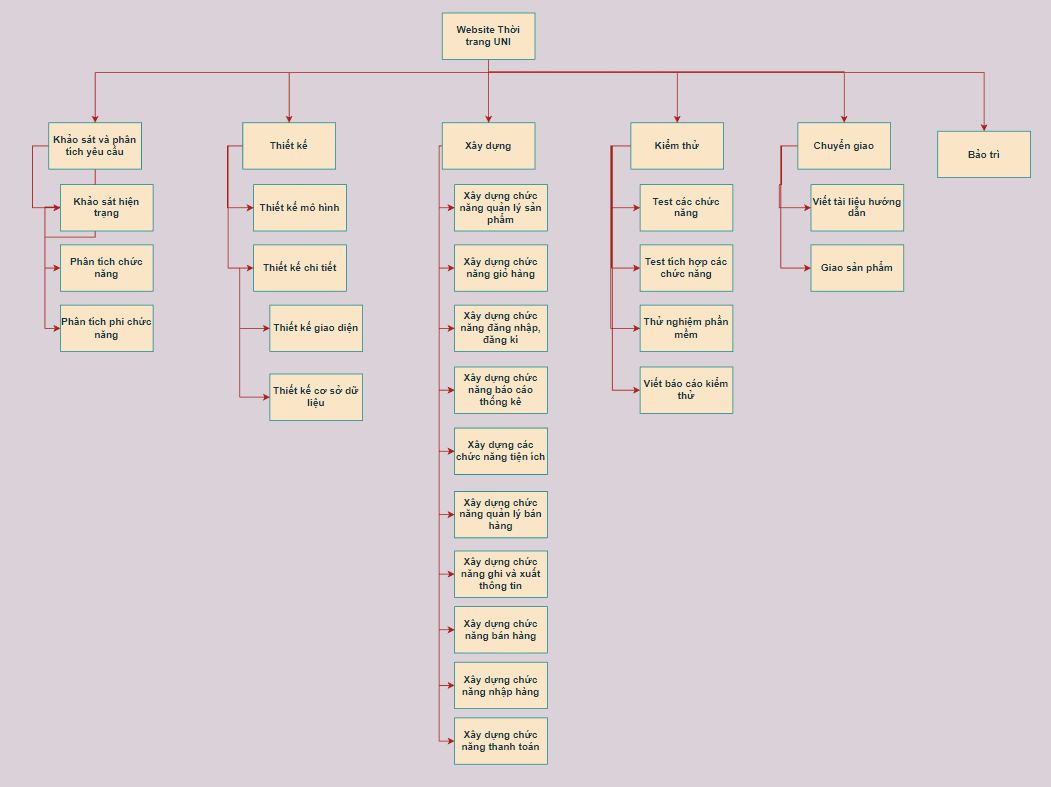 Website Thời
trang UNI
Khảo sát và phân
tích yêu cầu
Khảo sát hiện
trạng
Phân tích chức
năng
Phân tích phi chức
năng
Thiết kế
Thiết kế mô hình
Thiết kế chi tiết
Thiết kế giao diện
Thiết kế cơ sở dữ
liệu
Xây dựng
Xây dựng chức
năng quản lý sản
phẩm
Xây dựng chức
năng giỏ hàng
Xây dựng chức
năng đăng nhập,
đăng kí
Xây dựng chức
năng báo cáo
thống kê
Xây dựng các
chức năng tiện ích
Xây dựng chức
năng quản lý bán
hàng
Xây dựng chức
năng ghi và xuất
thông tin
Xây dựng chức
năng bán hàng
Xây dựng chức
năng nhập hàng
Xây dựng chức
năng thanh toán
Kiểm thử
Test các chức
năng
Test tích hợp các
chức năng
Thử nghiệm phần
mềm
Viết báo cáo kiểm
thử
Chuyển giao
Viết tài liệu hướng
dẫn
Giao sản phẩm
Bảo trì